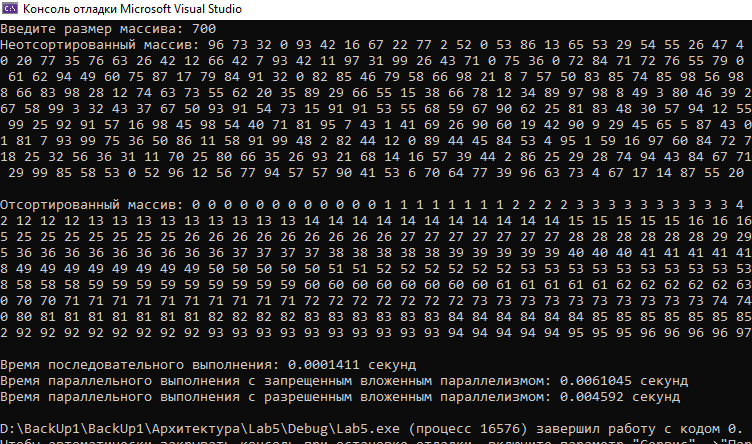 Консоль отладки Microsoft Visual Studio
Введите размер массива: 700
Неотсортированный массив: 96 73 32 0 93 42 16 67 22 77 2 52 0 53 86 13 65 53 29 54 55 26 47 4
0 20 77 35 76 63 26 42 12 66 42 7 93 42 11 97 31 99 26 43 71 0 75 36 0 72 84 71 72 76 55 79 0
61 62 94 49 60 75 87 17 79 84 91 32 0 82 85 46 79 58 66 98 21 8 7 57 50 83 85 74 85 98 56 98
8 66 83 98 28 12 74 63 73 55 62 20 35 89 29 66 55 15 38 66 78 12 34 89 97 98 8 49 3 80 46 39 2
67 58 99 3 32 43 37 67 50 93 91 54 73 15 91 91 53 55 68 59 67 90 62 25 81 83 48 30 57 94 12 55
99 25 92 91 57 16 98 45 98 54 40 71 81 95 7 43 1 41 69 26 90 60 19 42 90 9 29 45 65 5 87 43 0
1 81 7 93 99 75 36 50 86 11 58 91 99 48 2 82 44 12 0 89 44 45 84 53 4 95 1 59 16 97 60 84 72 7
18 25 32 56 36 31 11 70 25 80 66 35 26 93 21 68 14 16 57 39 44 2 86 25 29 28 74 94 43 84 67 71
29 99 85 58 53 0 52 96 12 56 77 94 57 57 90 41 53 6 70 64 77 39 96 63 73 4 67 17 14 87 55 20
Отсортированный массив: 0 0 0 0 0 0 0 0 0 0 0 0 1 1 1 1 1 1 1 1 2 2 2 2 3 3 3 3 3 3 3 3 3 3 4
2 12 12 12 13 13 13 13 13 13 13 13 13 14 14 14 14 14 14 14 14 14 14 15 15 15 15 15 16 16 16
5 25 25 25 25 25 25 26 26 26 26 26 26 26 26 27 27 27 27 27 27 27 28 28 28 28 28 28 28 29 29
5 36 36 36 36 36 36 36 36 37 37 37 37 38 38 38 38 38 39 39 39 39 39 40 40 40 41 41 41 41 41
8 49 49 49 49 49 49 49 50 50 50 50 50 51 51 52 52 52 52 52 52 53 53 53 53 53 53 53 53 53 53
8 58 58 58 59 59 59 59 59 59 59 59 60 60 60 60 60 60 60 60 61 61 61 61 61 62 62 62 62 62 63
0 70 70 71 71 71 71 71 71 71 71 71 71 72 72 72 72 72 72 72 73 73 73 73 73 73 73 73 73 74 74
0 80 81 81 81 81 81 81 81 82 82 82 82 83 83 83 83 83 83 84 84 84 84 84 84 85 85 85 85 85 85
2 92 92 92 92 92 92 92 92 93 93 93 93 93 93 93 93 93 93 93 94 94 94 94 94 95 95 95 96 96 96 97
Время последовательного выполнения: 0.0001411 секунд
Время параллельного выполнения с запрещенным вложенным параллелизмом: 0.0061045 секунд
Время параллельного выполнения с разрешенным вложенным параллелизмом: 0.004592 секунд
D:\BackUp1\BackUp1\Архитектура\Lab5\Debug\Lab5.exe (процесс 16576) завершил работу с кодом 0.
Чтобы автоматически закрывать консоль при остановке отладки, включите параметр "Сервис" ->"Пар